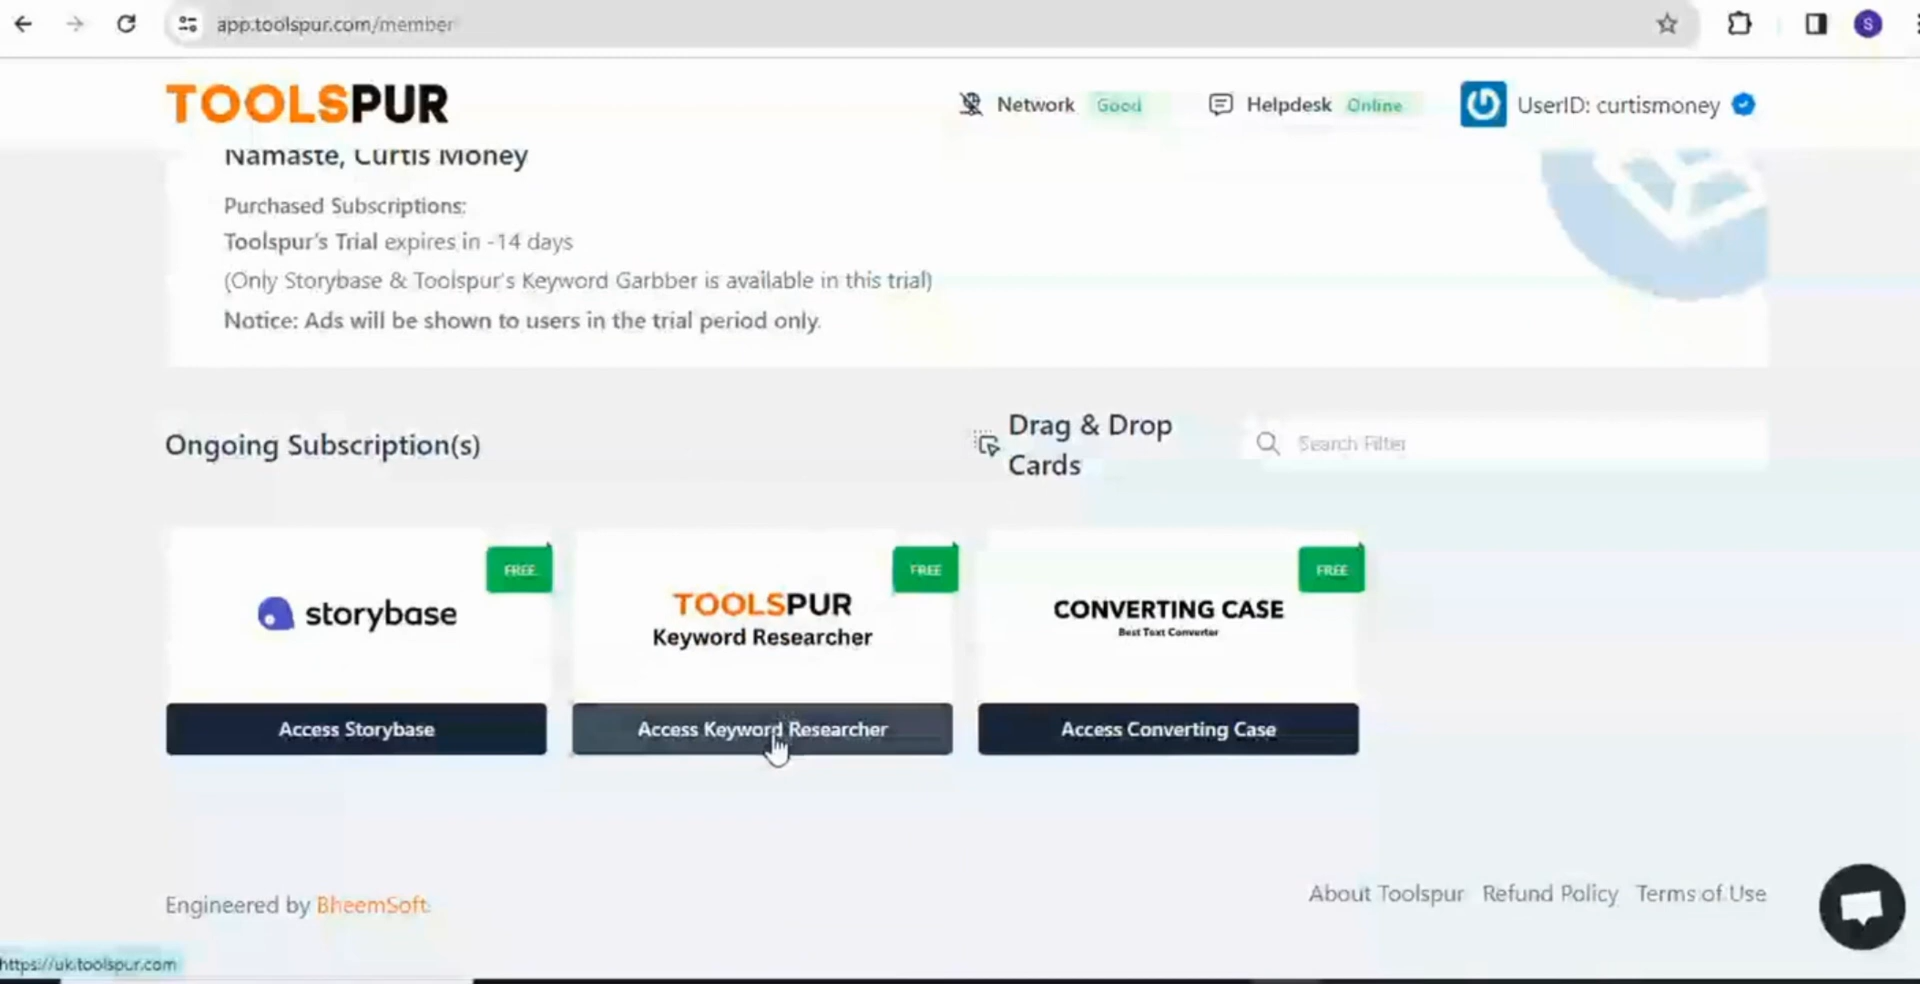 app.toolspur.com/member
S
TOOLSPUR
Network Good
Helpdesk Online
UserID: curtismoney
Namaste, Curtis Money
Purchased Subscriptions:
Toolspur's Trial expires in -14 days
(Only Storybase & Toolspur's Keyword Garbber is available in this trial)
Notice: Ads will be shown to users in the trial period only.
Ongoing Subscription(s)
Drag & Drop
Cards
Search Filter
FREE
storybase
Access Storybase
FREE
TOOLSPUR
Keyword Researcher
Access Keyword Researcher
FREE
CONVERTING CASE
Best Text Converter
Access Converting Case
Engineered by BheemSoft.
About Toolspur Refund Policy Terms of Use
https://uk.toolspur.com